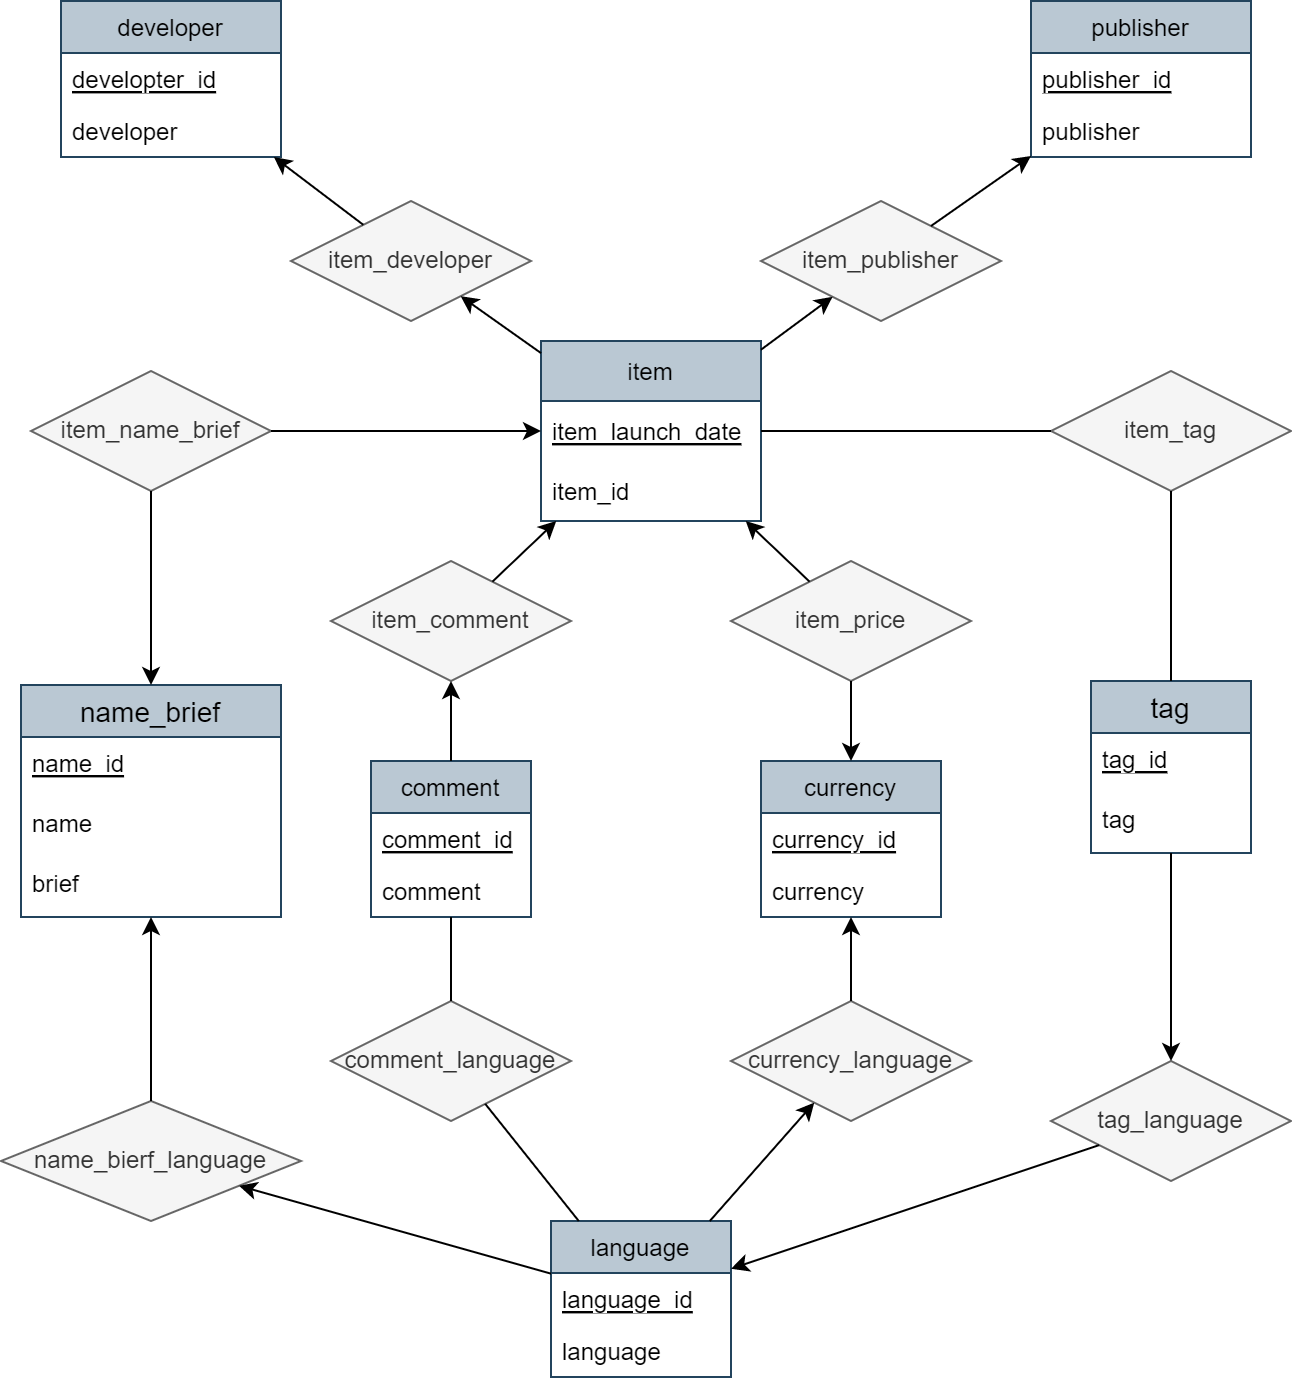 developer
developter_id
developer
publisher
publisher_id
publisher
item_developer
item_publisher
item
item_launch_date
item_id
item_name_brief
item_tag
item_comment
item_price
name_brief
name_id
name
brief
comment
comment_id
comment
currency
currency_id
currency
tag
tag_id
tag
comment_language
currency_language
name_bierf_language
tag_language
language
language_id
language